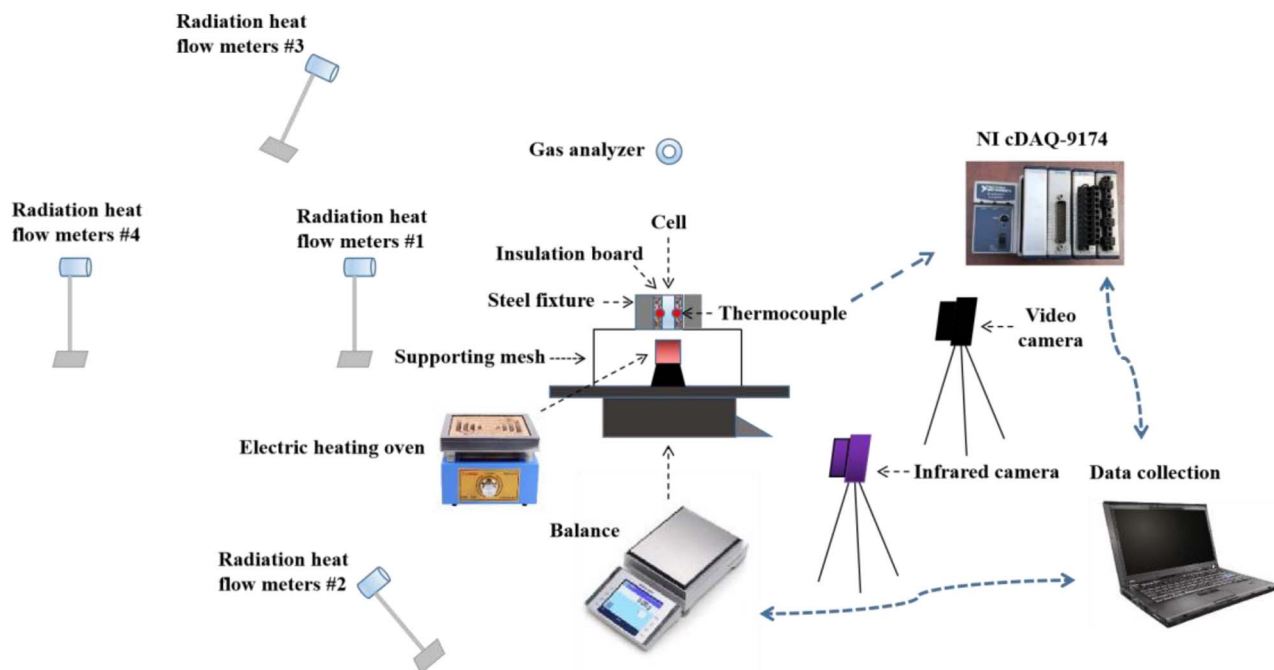 Radiation heat
flow meters #3
Gas analyzer
NI cDAQ-9174
Radiation heat
flow meters #4
Radiation heat
flow meters #1
Cell
Insulation board
Steel fixture
Thermocouple
Video
camera
Supporting mesh
Electric heating oven
Infrared camera
Data collection
Balance
Radiation heat
flow meters #2